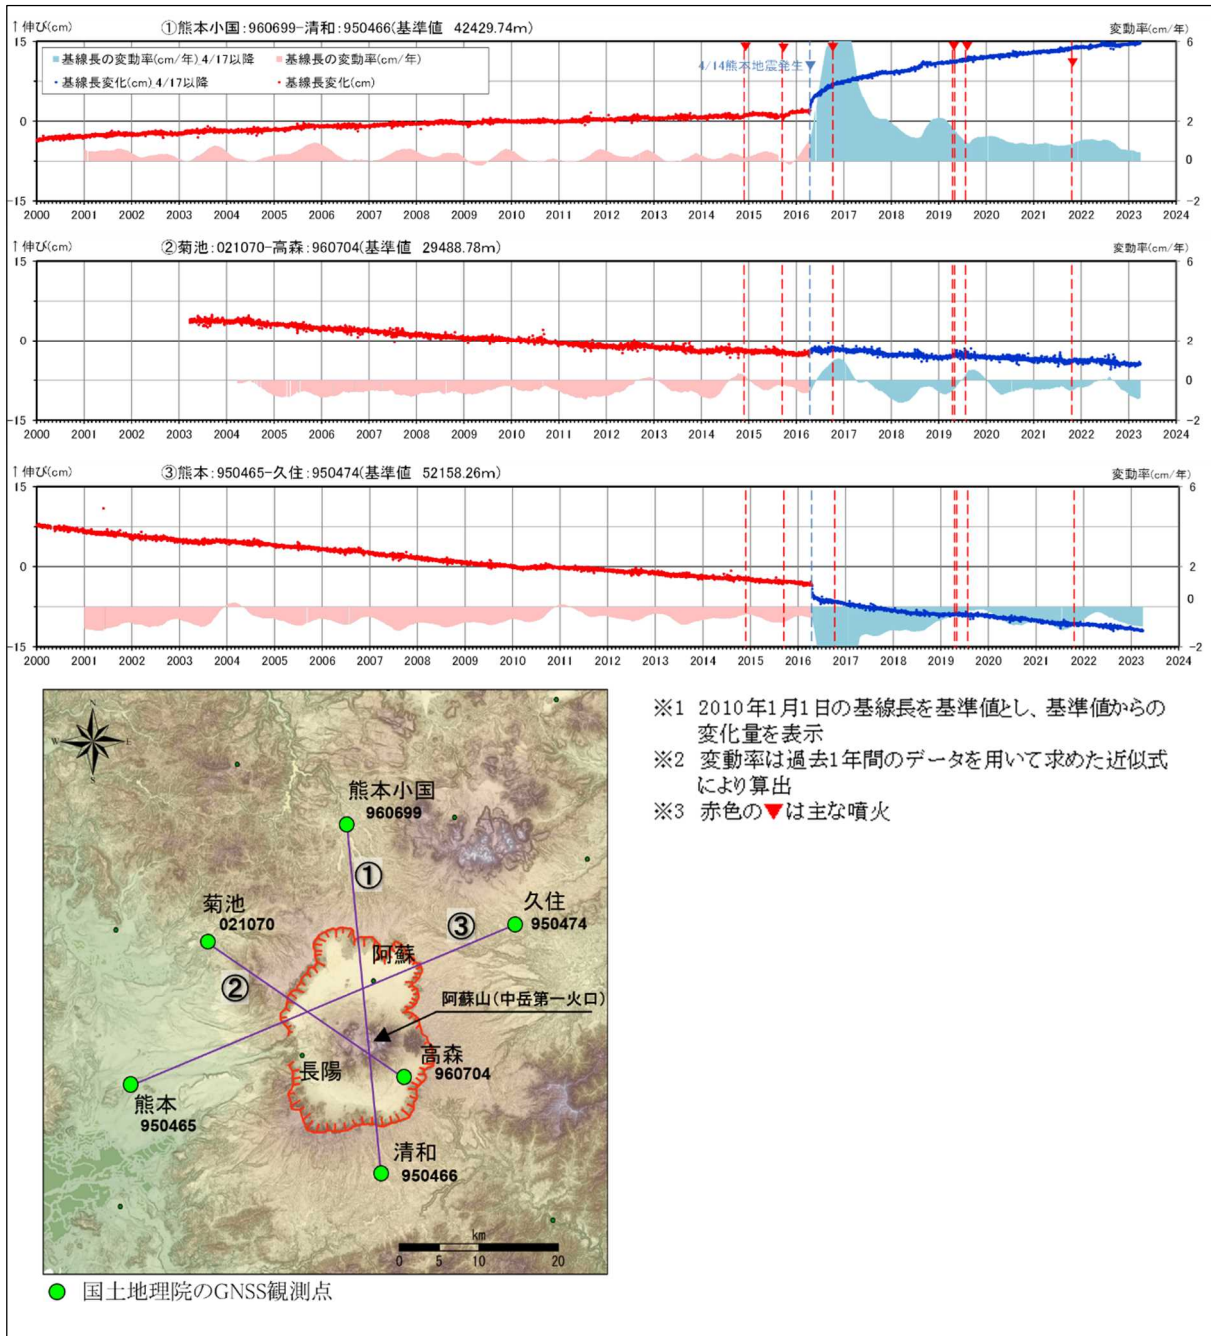 ↑伸び(cm) ①熊本小国:960699-清和:950466(基準値 42429.74m) 変動率(cm/年)
基線長の変動率(cm/年)_4/17以降 基線長の変動率(cm/年)
基線長変化(cm)_4/17以降 基線長変化(cm)
4/14熊本地震発生
15 6
0 2
0
-15 -2
2000 2001 2002 2003 2004 2005 2006 2007 2008 2009 2010 2011 2012 2013 2014 2015 2016 2017 2018 2019 2020 2021 2022 2023 2024
↑伸び(cm) ②菊池:021070-高森:960704(基準値 29488.78m) 変動率(cm/年)
15 6
0 2
0
-15 -2
2000 2001 2002 2003 2004 2005 2006 2007 2008 2009 2010 2011 2012 2013 2014 2015 2016 2017 2018 2019 2020 2021 2022 2023 2024
↑伸び(cm) ③熊本:950465-久住:950474(基準値 52158.26m) 変動率(cm/年)
15 6
0 2
0
-15 -2
2000 2001 2002 2003 2004 2005 2006 2007 2008 2009 2010 2011 2012 2013 2014 2015 2016 2017 2018 2019 2020 2021 2022 2023 2024
N
W E
S
熊本小国
960699
①
菊池
021070
久住
950474
③
②
阿蘇
阿蘇山(中岳第一火口)
長陽
高森
960704
熊本
950465
清和
950466
km
0 5 10 20
国土地理院のGNSS観測点
※1 2010年1月1日の基線長を基準値とし、基準値からの
変化量を表示
※2 変動率は過去1年間のデータを用いて求めた近似式
により算出
※3 赤色の▼は主な噴火